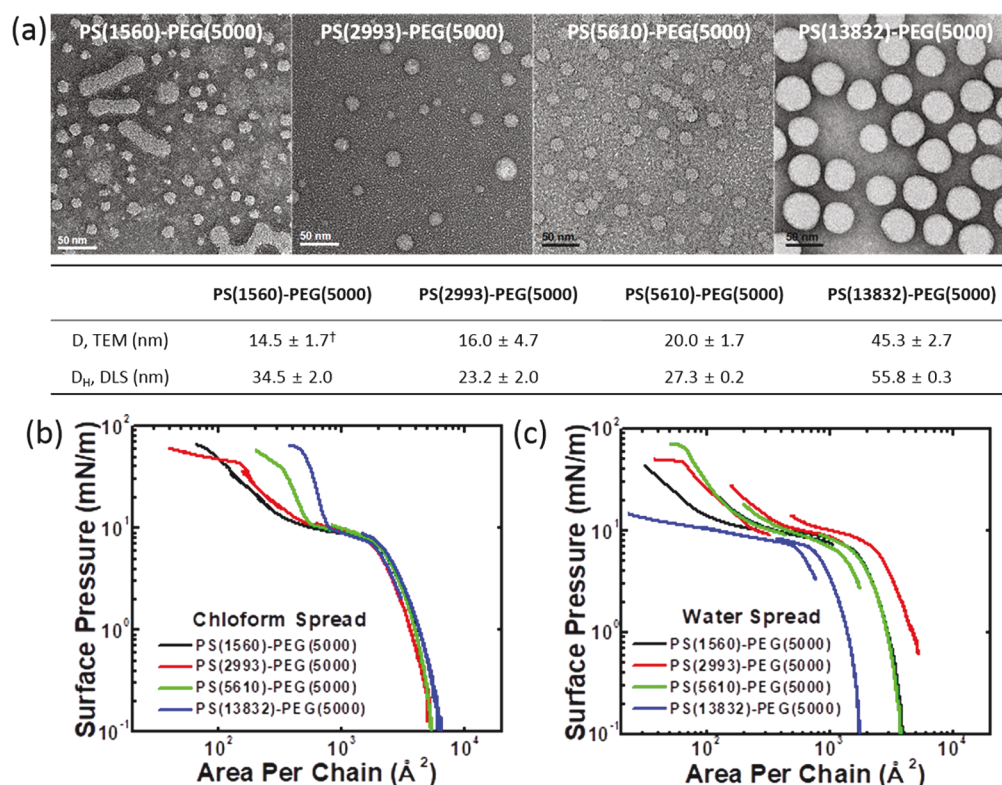 (a)
PS(1560)-PEG(5000) PS(2993)-PEG(5000) PS(5610)-PEG(5000) PS(13832)-PEG(5000)
50 nm 50 nm 50 nm 50 nm
PS(1560)-PEG(5000) PS(2993)-PEG(5000) PS(5610)-PEG(5000) PS(13832)-PEG(5000)
D, TEM (nm) 14.5 ± 1.7† 16.0 ± 4.7 20.0 ± 1.7 45.3 ± 2.7
D_H, DLS (nm) 34.5 ± 2.0 23.2 ± 2.0 27.3 ± 0.2 55.8 ± 0.3
(b)
Surface Pressure (mN/m)
10²
10¹
10⁰
10⁻¹
Chloform Spread
PS(1560)-PEG(5000)
PS(2993)-PEG(5000)
PS(5610)-PEG(5000)
PS(13832)-PEG(5000)
10² 10³ 10⁴
Area Per Chain (Å²)
(c)
Surface Pressure (mN/m)
10²
10¹
10⁰
10⁻¹
Water Spread
PS(1560)-PEG(5000)
PS(2993)-PEG(5000)
PS(5610)-PEG(5000)
PS(13832)-PEG(5000)
10² 10³ 10⁴
Area Per Chain (Å²)